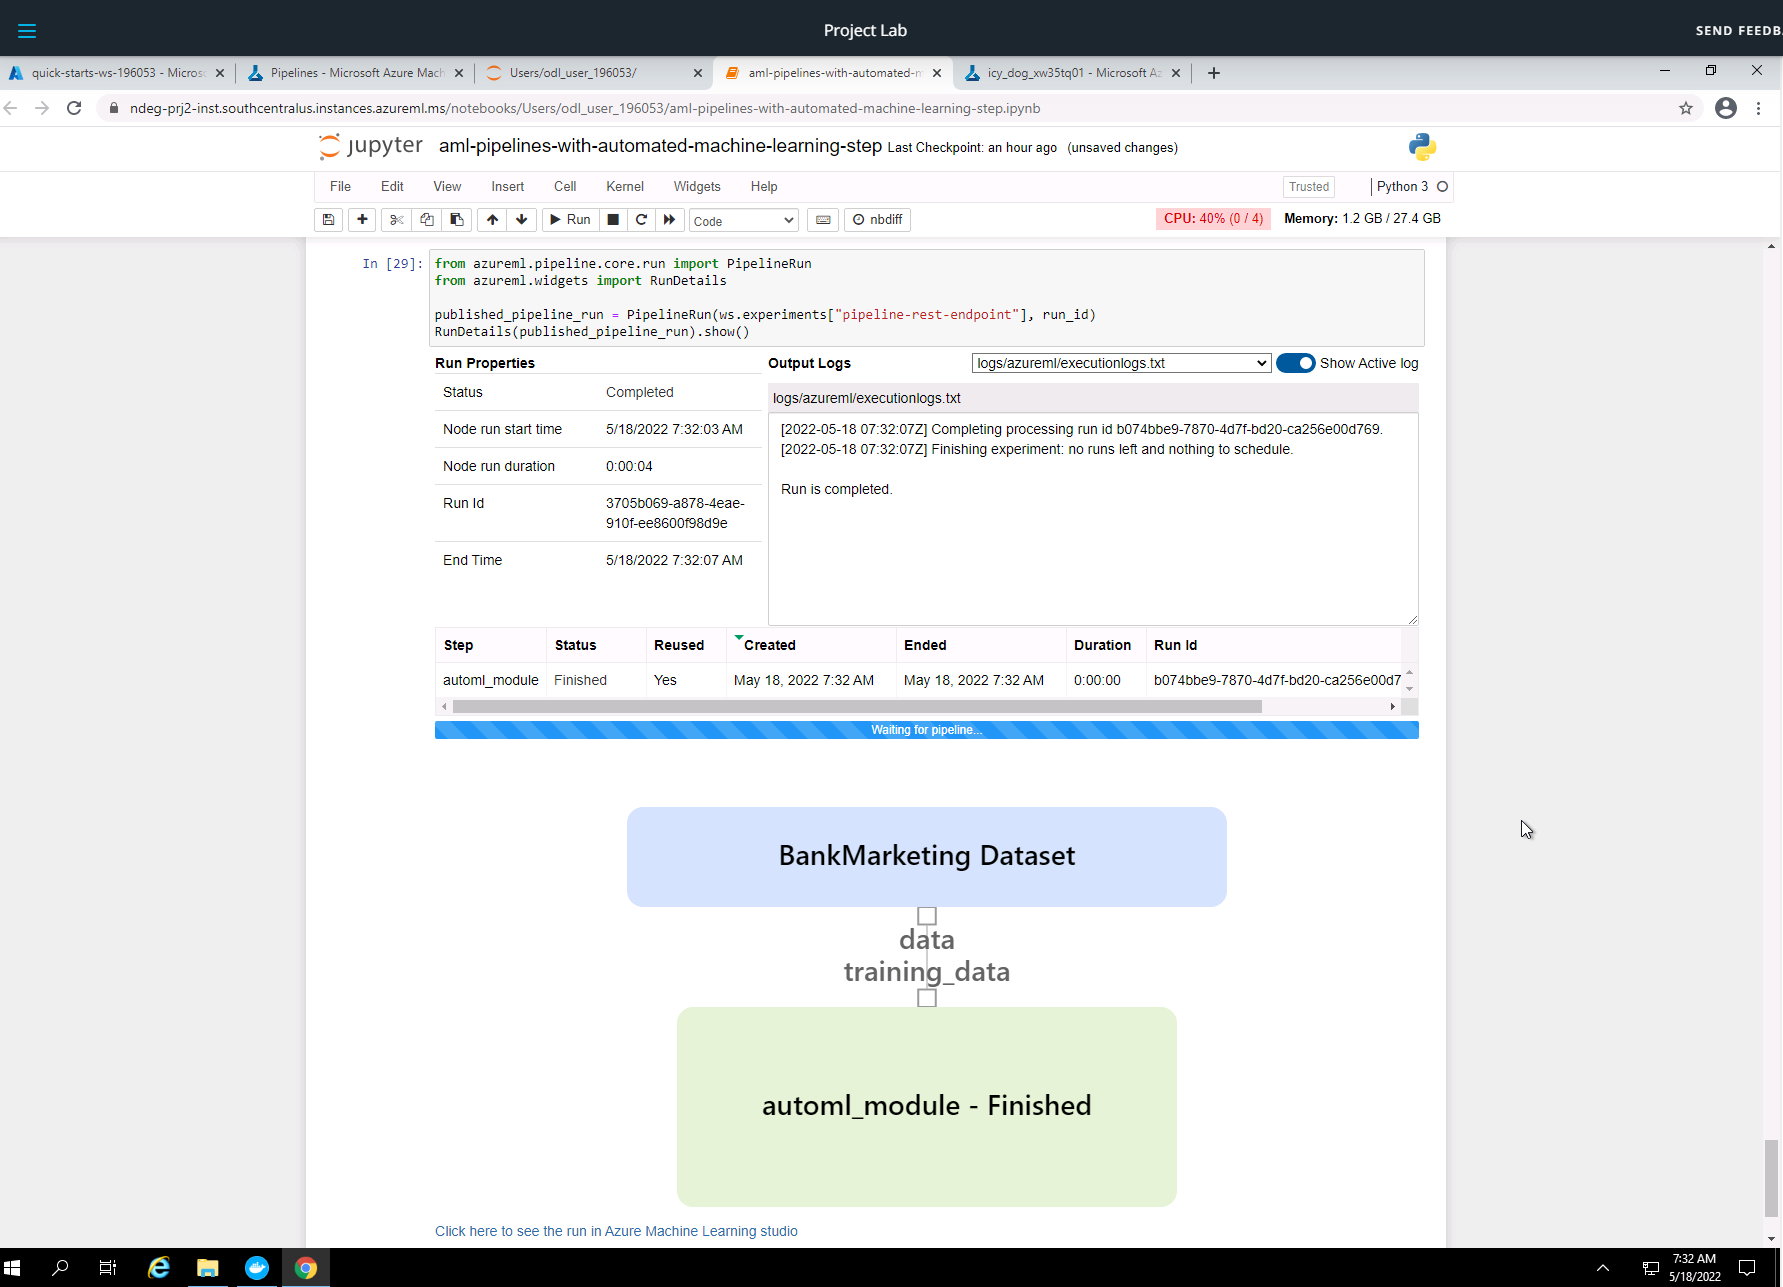 Project Lab
SEND FEEDB
quick-starts-ws-196053 - Micros
Pipelines - Microsoft Azure Mach
Users/odl_user_196053/
aml-pipelines-with-automated-m
icy_dog_xw35tq01 - Microsoft Az
ndeg-prj2-inst.southcentralus.instances.azureml.ms/notebooks/Users/odl_user_196053/aml-pipelines-with-automated-machine-learning-step.ipynb
jupyter aml-pipelines-with-automated-machine-learning-step Last Checkpoint: an hour ago (unsaved changes)
File Edit View Insert Cell Kernel Widgets Help Trusted Python 3
Run Code nbdiff CPU: 40% (0 / 4) Memory: 1.2 GB / 27.4 GB
In [29]: from azureml.pipeline.core.run import PipelineRun
from azureml.widgets import RunDetails
published_pipeline_run = PipelineRun(ws.experiments["pipeline-rest-endpoint"], run_id)
RunDetails(published_pipeline_run).show()
Run Properties
Status Completed
Node run start time 5/18/2022 7:32:03 AM
Node run duration 0:00:04
Run Id 3705b069-a878-4eae-
910f-ee8600f98d9e
End Time 5/18/2022 7:32:07 AM
Output Logs logs/azureml/executionlogs.txt Show Active log
logs/azureml/executionlogs.txt
[2022-05-18 07:32:07Z] Completing processing run id b074bbe9-7870-4d7f-bd20-ca256e00d769.
[2022-05-18 07:32:07Z] Finishing experiment: no runs left and nothing to schedule.
Run is completed.
Step Status Reused Created Ended Duration Run Id
automl_module Finished Yes May 18, 2022 7:32 AM May 18, 2022 7:32 AM 0:00:00 b074bbe9-7870-4d7f-bd20-ca256e00d7
Waiting for pipeline...
BankMarketing Dataset
data
training_data
automl_module - Finished
Click here to see the run in Azure Machine Learning studio
7:32 AM
5/18/2022